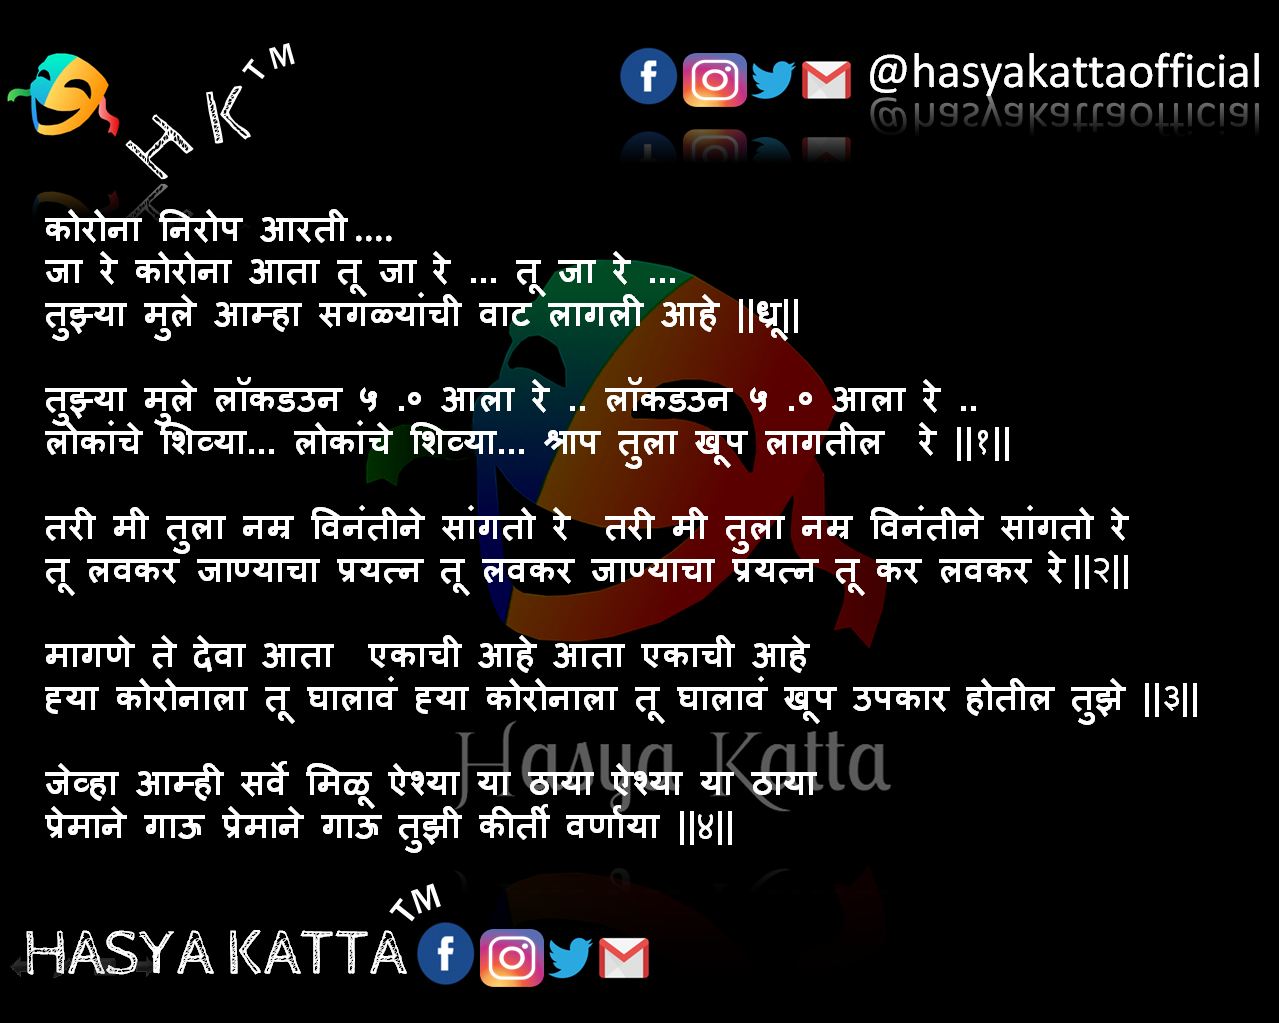 HK™
@hasyakattaofficial
कोरोना निरोप आरती....
जा रे कोरोना आता तू जा रे ... तू जा रे ...
तुझ्या मुले आम्हा सगळ्यांची वाट लागली आहे ||ध्रू||
तुझ्या मुले लॉकडउन ५ .० आला रे .. लॉकडउन ५ .० आला रे ..
लोकांचे शिव्या... लोकांचे शिव्या... श्राप तुला खूप लागतील रे ||१||
तरी मी तुला नम्र विनंतीने सांगतो रे तरी मी तुला नम्र विनंतीने सांगतो रे
तू लवकर जाण्याचा प्रयत्न तू लवकर जाण्याचा प्रयत्न तू कर लवकर रे||२||
मागणे ते देवा आता एकाची आहे आता एकाची आहे
ह्या कोरोनाला तू घालावं ह्या कोरोनाला तू घालावं खूप उपकार होतील तुझे ||३||
Hasya Katta
जेव्हा आम्ही सर्वे मिळू ऐश्या या ठाया ऐश्या या ठाया
प्रेमाने गाऊ प्रेमाने गाऊ तुझी कीर्ती वर्णाया ||४||
HASYA KATTA™